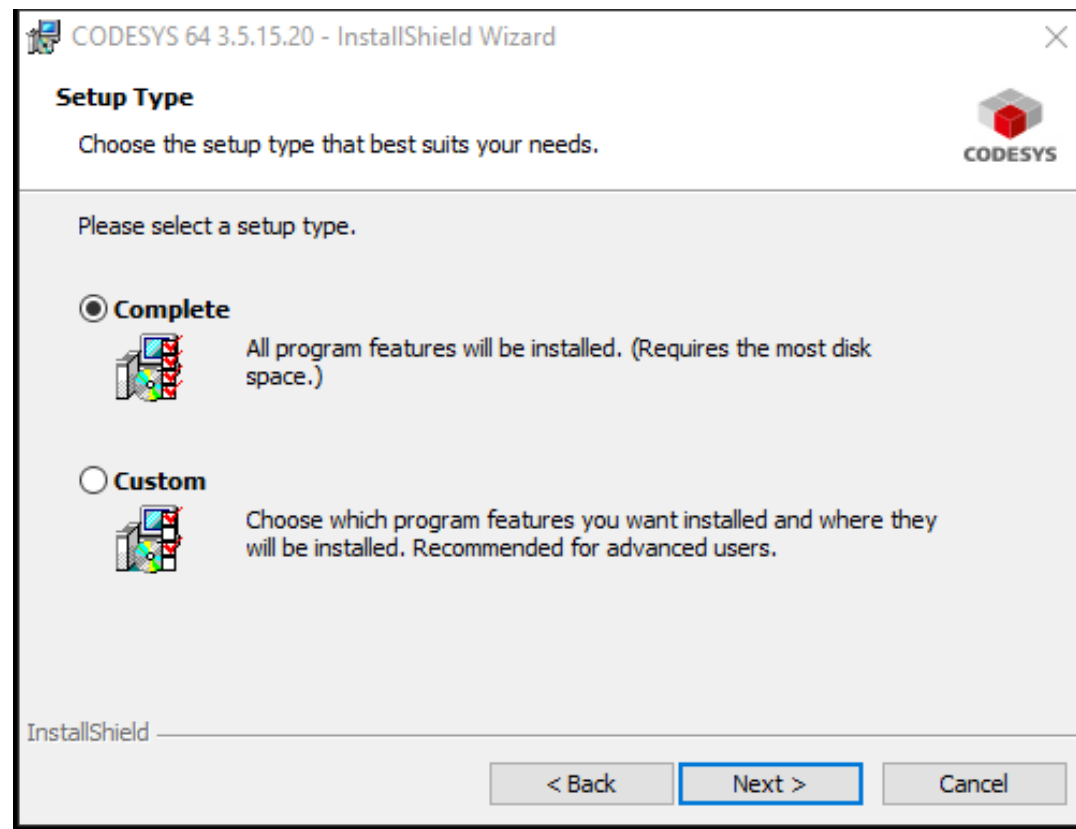 CODESYS 64 3.5.15.20 - InstallShield Wizard
Setup Type
Choose the setup type that best suits your needs.
CODESYS
Please select a setup type.
Complete
All program features will be installed. (Requires the most disk
space.)
Custom
Choose which program features you want installed and where they
will be installed. Recommended for advanced users.
InstallShield
< Back
Next >
Cancel